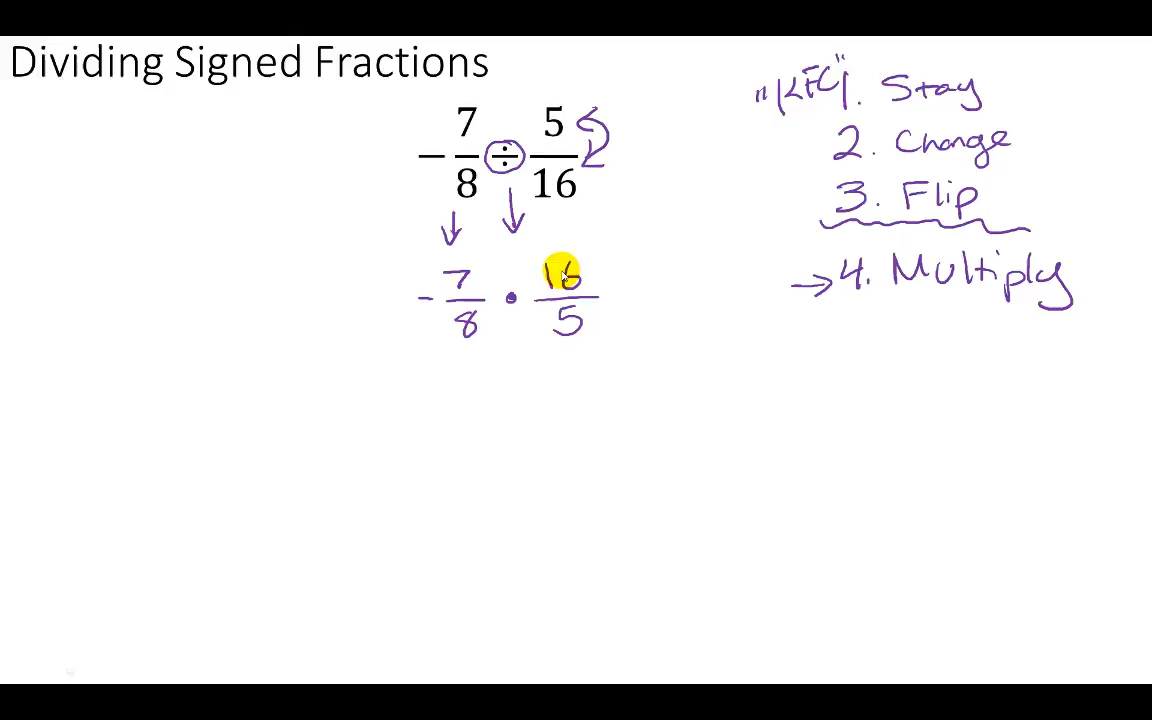 Dividing Signed Fractions
"KFC"
1. Stay
2. Change
3. Flip
→ 4. Multiply
− 7/8 ÷ 5/16
- 7/8 • 16/5